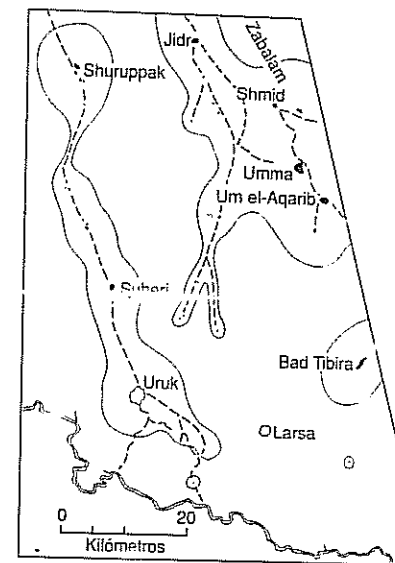 Jidr
Zabalam
Shuruppak
Shmid
Umma
Um el-Aqarib
Uruk
Bad Tibira
Larsa
0 20
Kilómetros